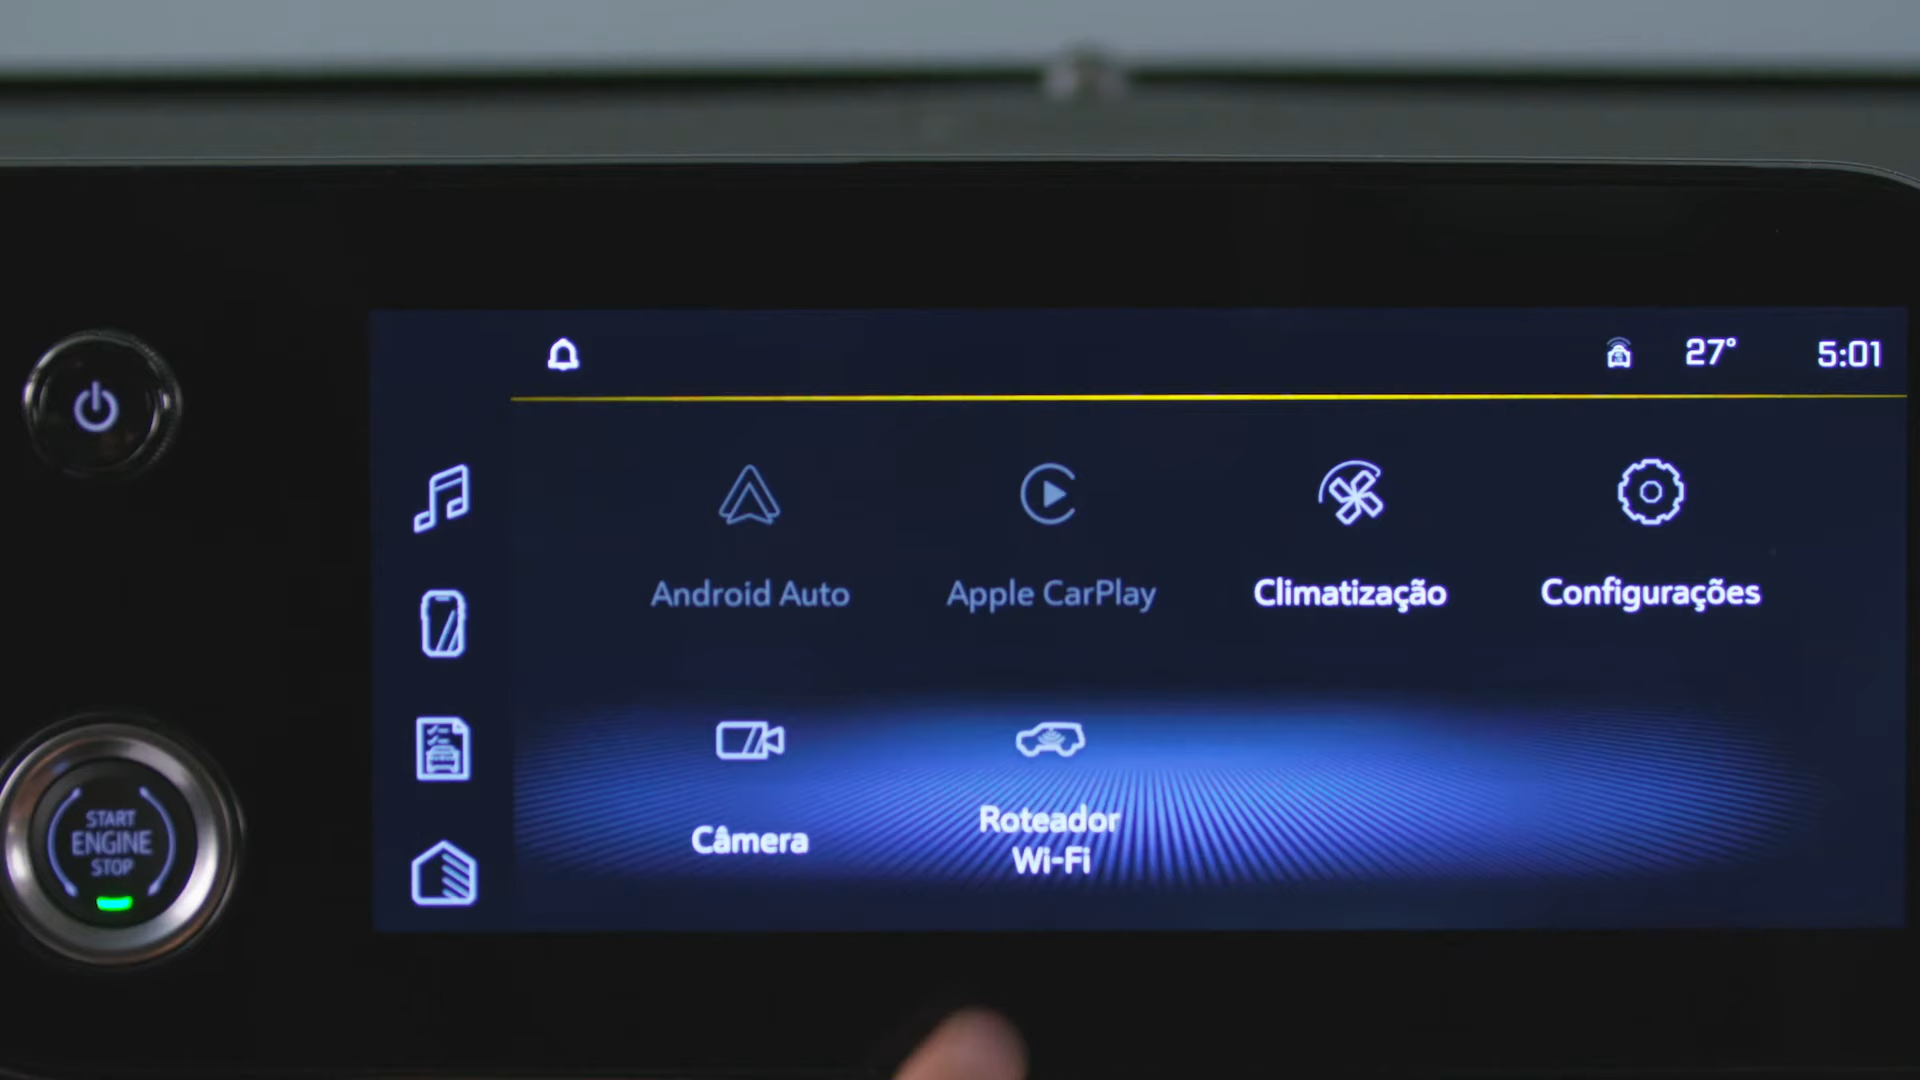 27° 5:01
Android Auto
Apple CarPlay
Climatização
Configurações
Câmera
Roteador
Wi-Fi
START
ENGINE
STOP